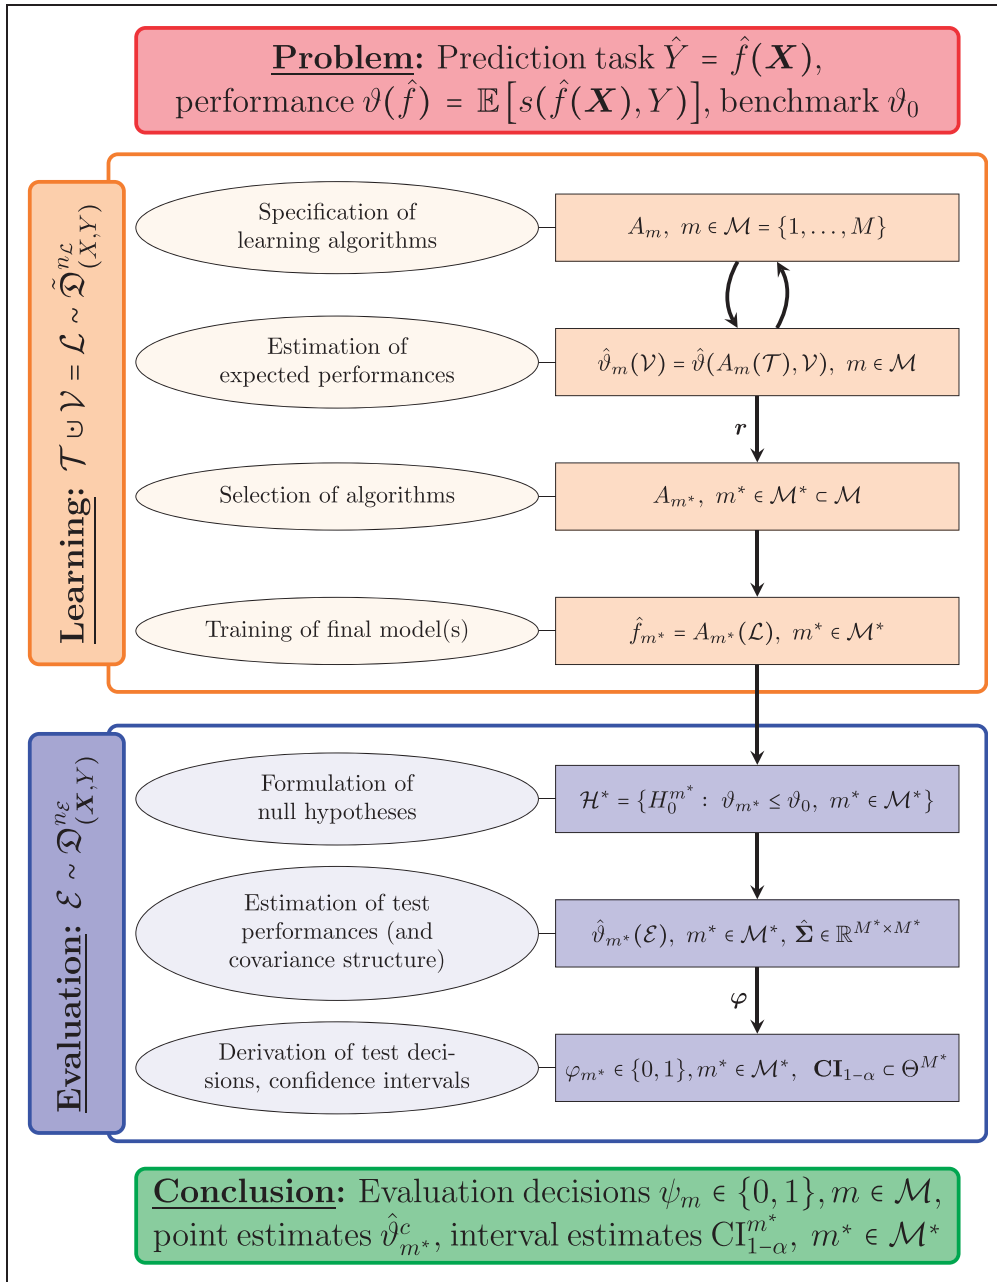 Problem: Prediction task Ŷ = f̂(𝑿),
performance ϑ(f̂) = 𝔼[s(f̂(𝑿), Y)], benchmark ϑ₀
Learning: 𝒯 ⊍ 𝒱 = ℒ ~ 𝔇̃^{n_ℒ}_{(X,Y)}
Specification of
learning algorithms
A_m, m ∈ ℳ = {1, …, M}
Estimation of
expected performances
ϑ̂_m(𝒱) = ϑ̂(A_m(𝒯), 𝒱), m ∈ ℳ
𝒓
Selection of algorithms
A_{m*}, m* ∈ ℳ* ⊂ ℳ
Training of final model(s)
f̂_{m*} = A_{m*}(ℒ), m* ∈ ℳ*
Evaluation: ℰ ~ 𝔇^{n_ℰ}_{(𝑿,Y)}
Formulation of
null hypotheses
ℋ* = {H_0^{m*} : ϑ_{m*} ≤ ϑ₀, m* ∈ ℳ*}
Estimation of test
performances (and
covariance structure)
ϑ̂_{m*}(ℰ), m* ∈ ℳ*, 𝚺̂ ∈ ℝ^{M*×M*}
𝝋
Derivation of test deci-
sions, confidence intervals
φ_{m*} ∈ {0, 1}, m* ∈ ℳ*, 𝐂𝐈_{1−α} ⊂ Θ^{M*}
Conclusion: Evaluation decisions ψ_m ∈ {0, 1}, m ∈ ℳ,
point estimates ϑ̂^c_{m*}, interval estimates CI^{m*}_{1−α}, m* ∈ ℳ*